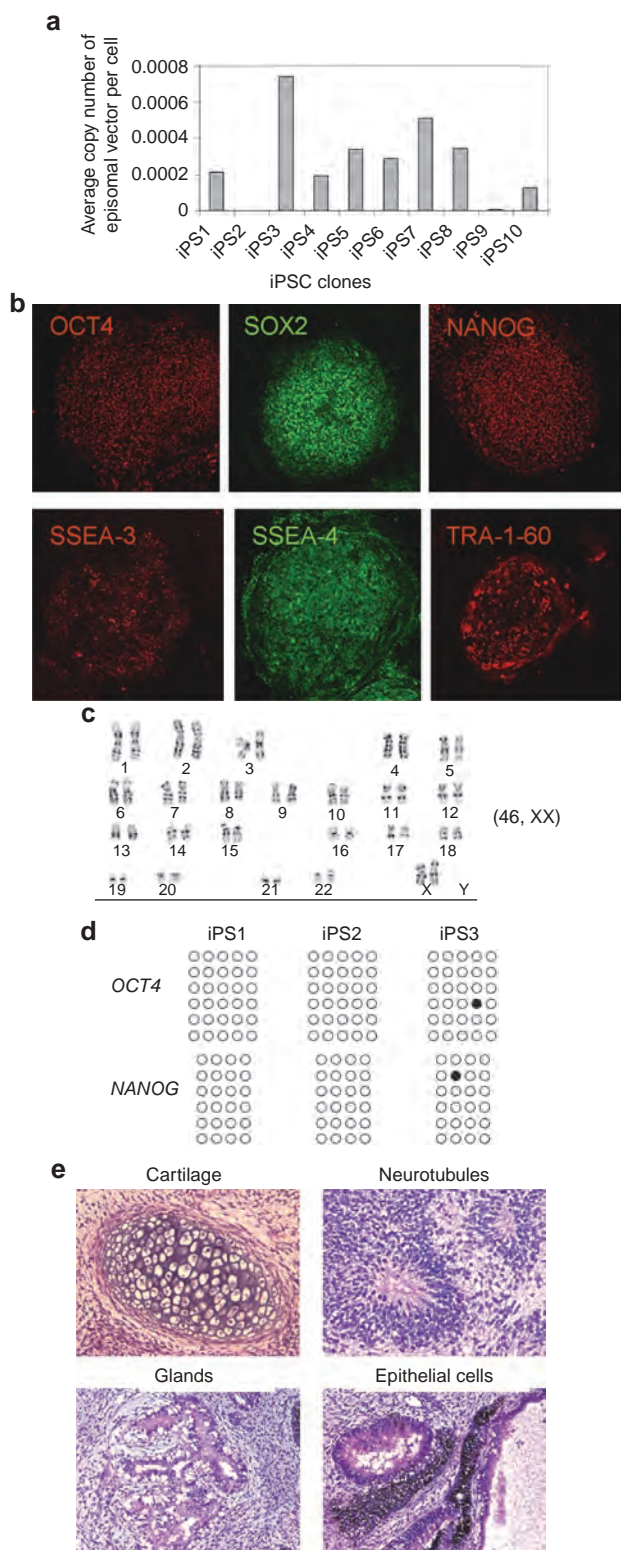 a
Average copy number of
episomal vector per cell
0.0008
0.0006
0.0004
0.0002
0
iPS1
iPS2
iPS3
iPS4
iPS5
iPS6
iPS7
iPS8
iPS9
iPS10
iPSC clones
b
OCT4
SOX2
NANOG
SSEA-3
SSEA-4
TRA-1-60
c
1 2 3 4 5
6 7 8 9 10 11 12
(46, XX)
13 14 15 16 17 18
19 20 21 22 X Y
d
iPS1 iPS2 iPS3
OCT4
NANOG
e
Cartilage
Neurotubules
Glands
Epithelial cells